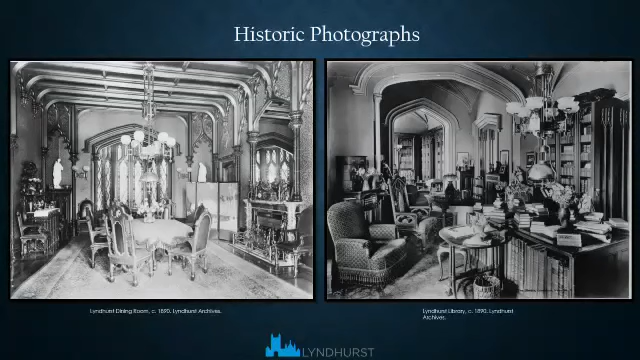 Historic Photographs
Lyndhurst Dining Room, c. 1890. Lyndhurst Archives.
Lyndhurst Library, c. 1890. Lyndhurst
Archives.
LYNDHURST